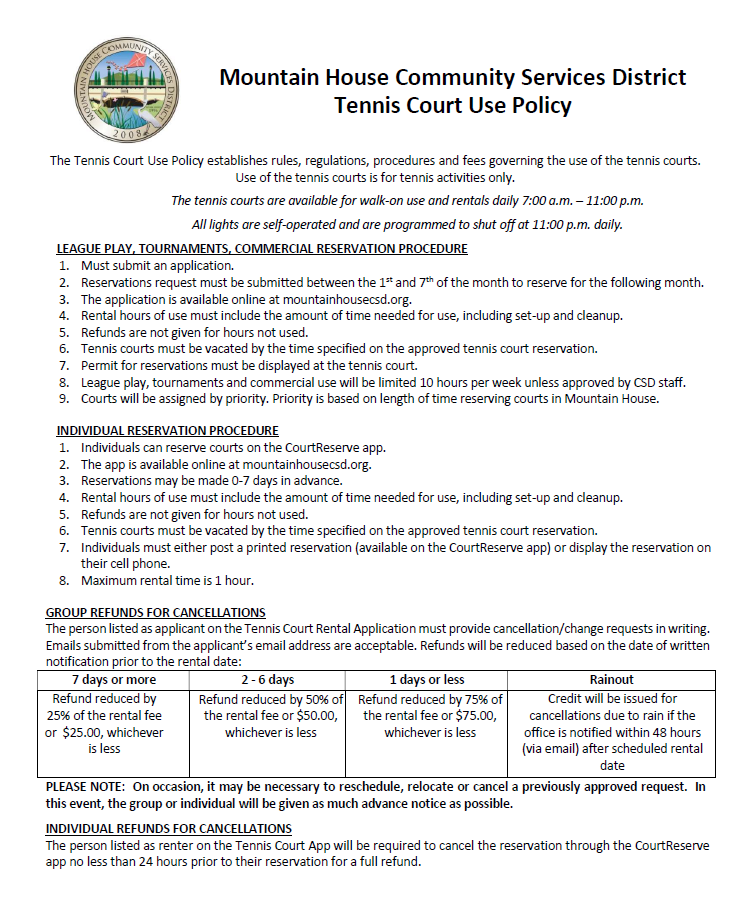 MOUNTAIN HOUSE COMMUNITY SERVICES DISTRICT
2008
Mountain House Community Services District
Tennis Court Use Policy
The Tennis Court Use Policy establishes rules, regulations, procedures and fees governing the use of the tennis courts.
Use of the tennis courts is for tennis activities only.
The tennis courts are available for walk-on use and rentals daily 7:00 a.m. – 11:00 p.m.
All lights are self-operated and are programmed to shut off at 11:00 p.m. daily.
LEAGUE PLAY, TOURNAMENTS, COMMERCIAL RESERVATION PROCEDURE
1. Must submit an application.
2. Reservations request must be submitted between the 1st and 7th of the month to reserve for the following month.
3. The application is available online at mountainhousecsd.org.
4. Rental hours of use must include the amount of time needed for use, including set-up and cleanup.
5. Refunds are not given for hours not used.
6. Tennis courts must be vacated by the time specified on the approved tennis court reservation.
7. Permit for reservations must be displayed at the tennis court.
8. League play, tournaments and commercial use will be limited 10 hours per week unless approved by CSD staff.
9. Courts will be assigned by priority. Priority is based on length of time reserving courts in Mountain House.
INDIVIDUAL RESERVATION PROCEDURE
1. Individuals can reserve courts on the CourtReserve app.
2. The app is available online at mountainhousecsd.org.
3. Reservations may be made 0-7 days in advance.
4. Rental hours of use must include the amount of time needed for use, including set-up and cleanup.
5. Refunds are not given for hours not used.
6. Tennis courts must be vacated by the time specified on the approved tennis court reservation.
7. Individuals must either post a printed reservation (available on the CourtReserve app) or display the reservation on
their cell phone.
8. Maximum rental time is 1 hour.
GROUP REFUNDS FOR CANCELLATIONS
The person listed as applicant on the Tennis Court Rental Application must provide cancellation/change requests in writing.
Emails submitted from the applicant's email address are acceptable. Refunds will be reduced based on the date of written
notification prior to the rental date:
7 days or more
Refund reduced by
25% of the rental fee
or $25.00, whichever
is less
2 - 6 days
Refund reduced by 50% of
the rental fee or $50.00,
whichever is less
1 days or less
Refund reduced by 75% of
the rental fee or $75.00,
whichever is less
Rainout
Credit will be issued for
cancellations due to rain if the
office is notified within 48 hours
(via email) after scheduled rental
date
PLEASE NOTE: On occasion, it may be necessary to reschedule, relocate or cancel a previously approved request. In
this event, the group or individual will be given as much advance notice as possible.
INDIVIDUAL REFUNDS FOR CANCELLATIONS
The person listed as renter on the Tennis Court App will be required to cancel the reservation through the CourtReserve
app no less than 24 hours prior to their reservation for a full refund.